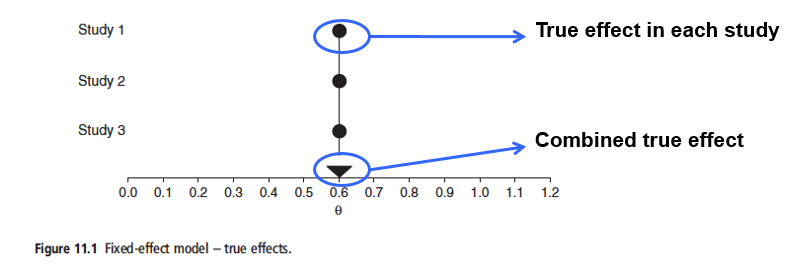 Study 1
True effect in each study
Study 2
Study 3
Combined true effect
0.0 0.1 0.2 0.3 0.4 0.5 0.6 0.7 0.8 0.9 1.0 1.1 1.2
θ
Figure 11.1 Fixed-effect model – true effects.